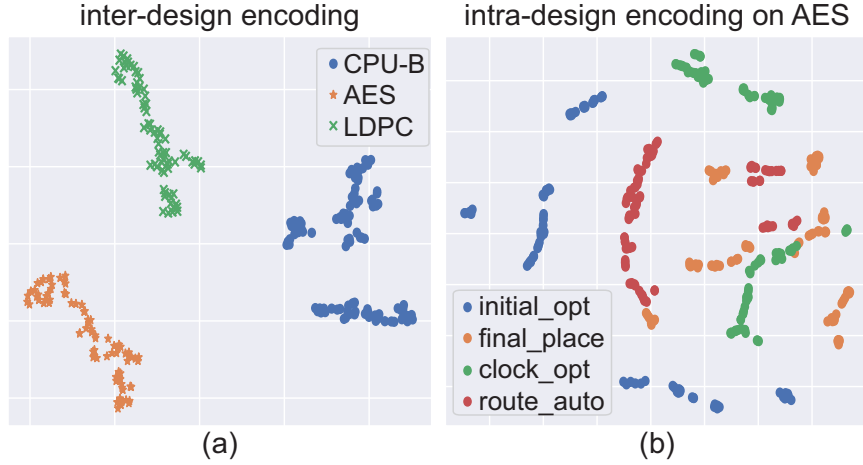 inter-design encoding
CPU-B
AES
LDPC
(a)
intra-design encoding on AES
initial_opt
final_place
clock_opt
route_auto
(b)